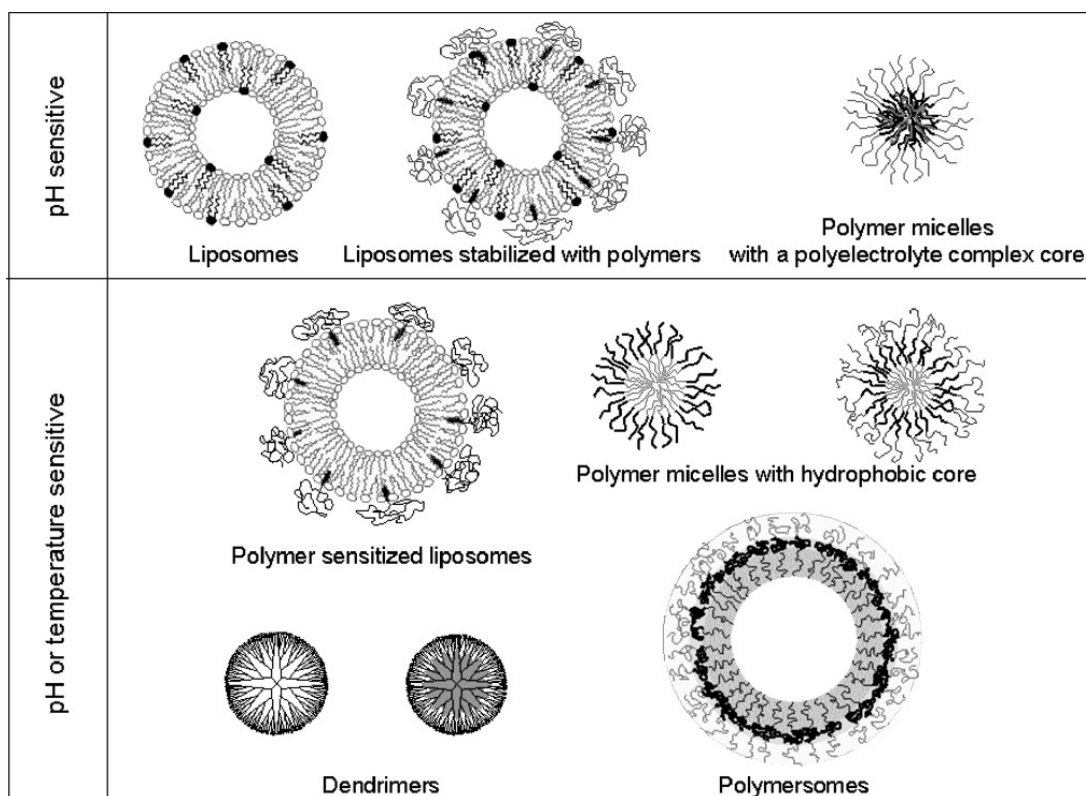 pH sensitive
Liposomes
Liposomes stabilized with polymers
Polymer micelles
with a polyelectrolyte complex core
pH or temperature sensitive
Polymer sensitized liposomes
Polymer micelles with hydrophobic core
Dendrimers
Polymersomes